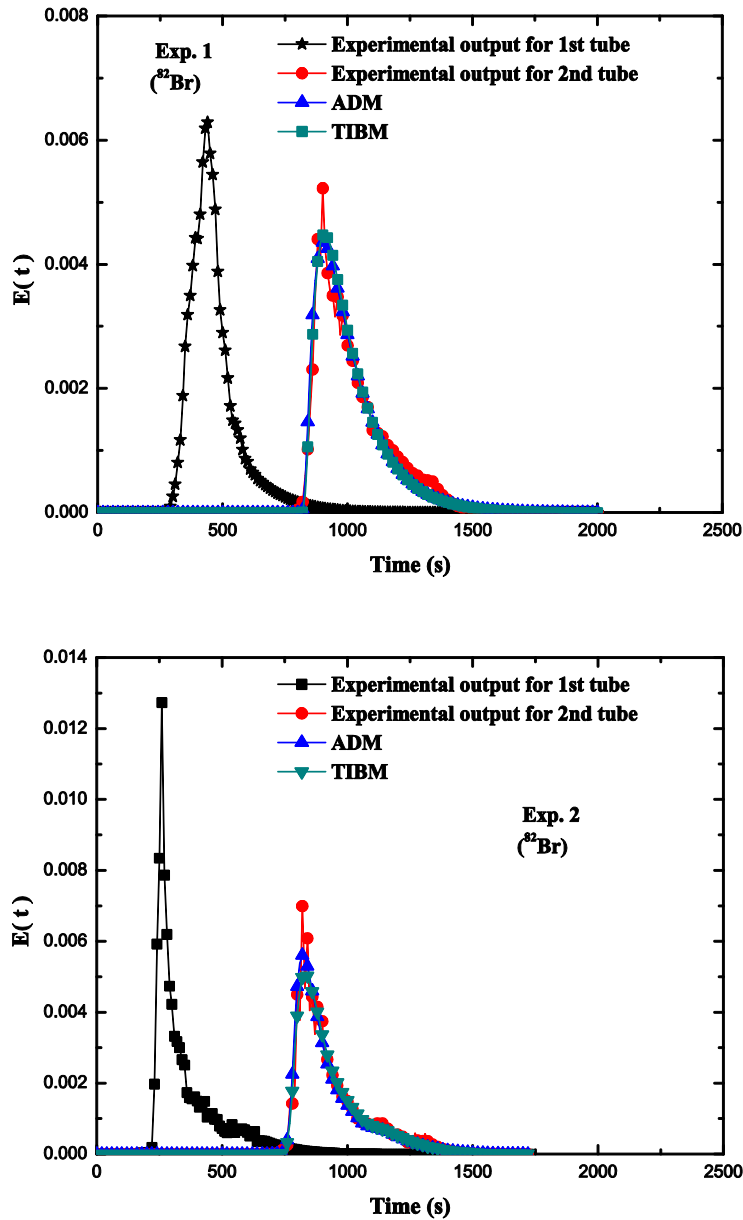 0.008
Exp. 1
(⁸²Br)
Experimental output for 1st tube
Experimental output for 2nd tube
ADM
TIBM
0.006
0.004
0.002
0.000
E( t )
0
500
1000
1500
2000
2500
Time (s)
0.014
Experimental output for 1st tube
Experimental output for 2nd tube
ADM
TIBM
0.012
0.010
Exp. 2
(⁸²Br)
0.008
0.006
0.004
0.002
0.000
E( t )
0
500
1000
1500
2000
2500
Time (s)